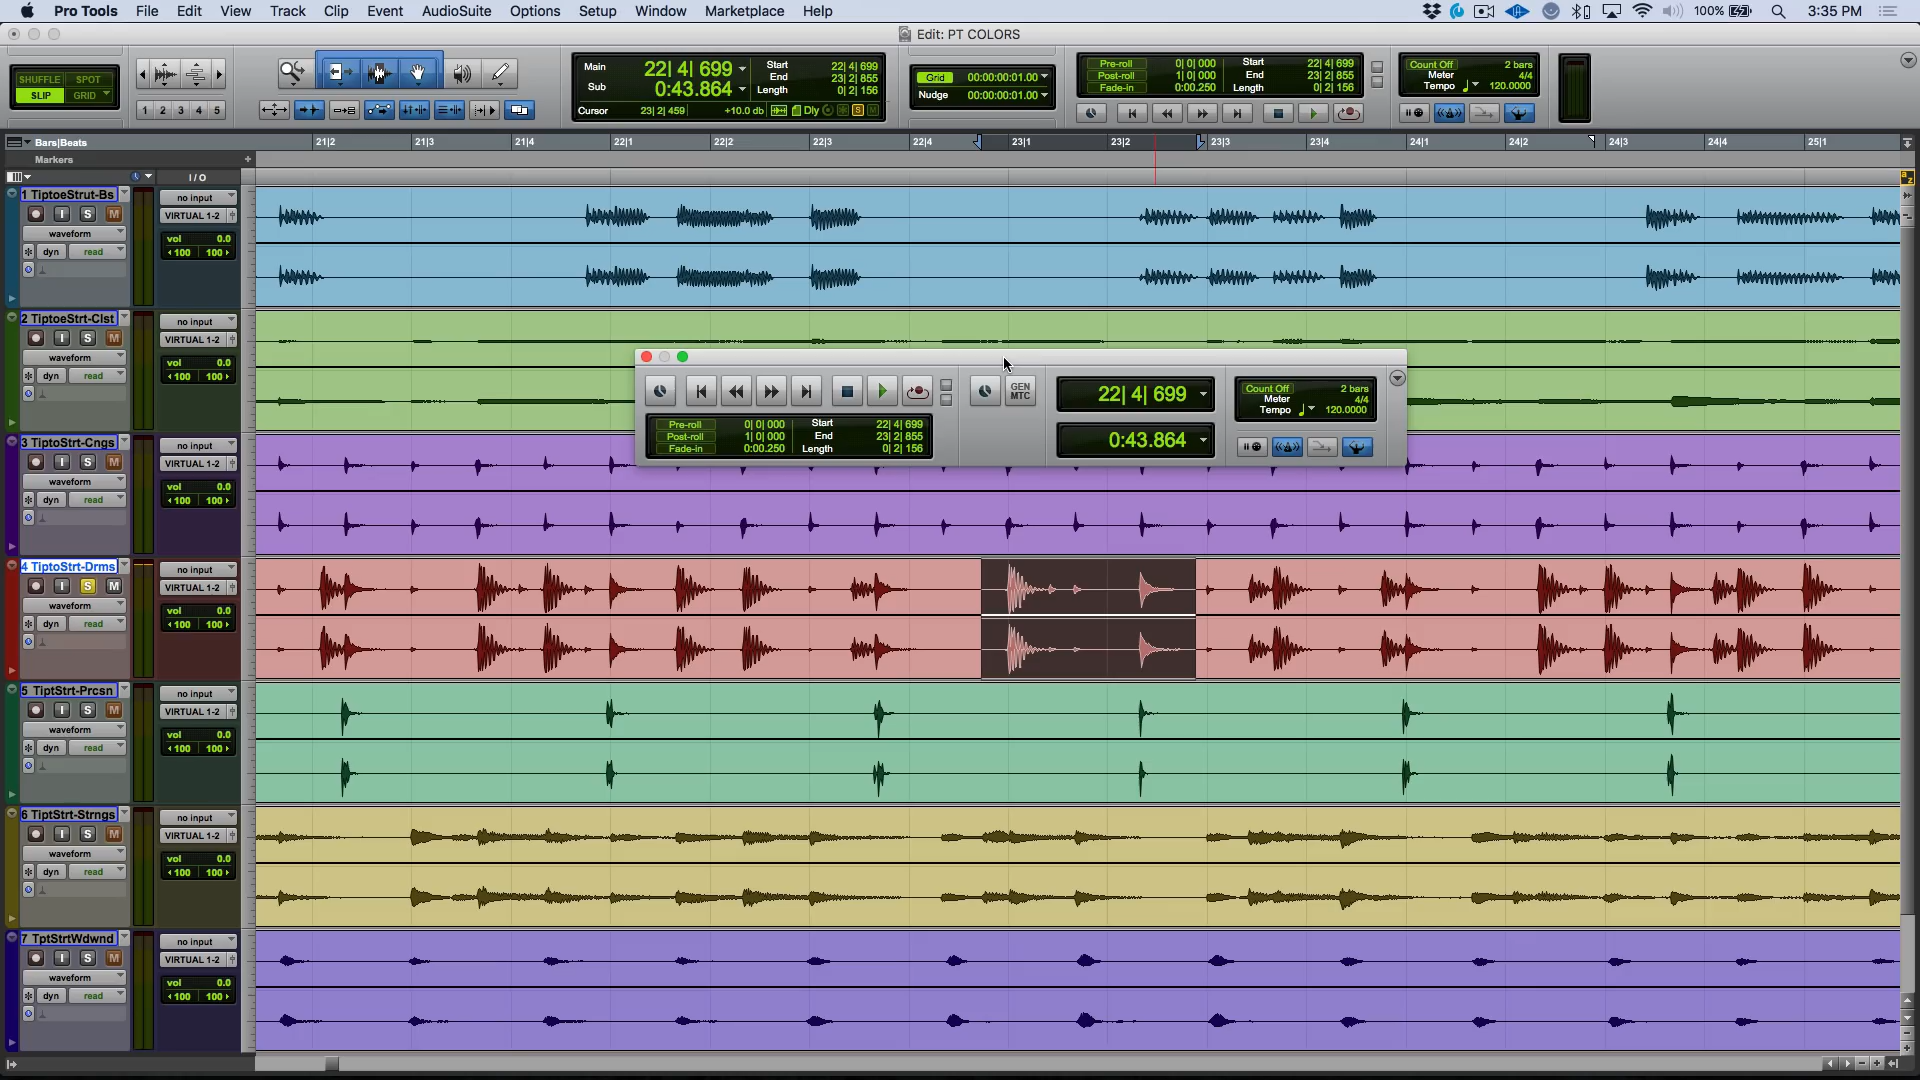 Pro Tools File Edit View Track Clip Event AudioSuite Options Setup Window Marketplace Help 100% 3:35 PM
Edit: PT COLORS
SHUFFLE SPOT
SLIP GRID
1 2 3 4 5
Main 22| 4| 699
Sub 0:43.864
Start 22| 4| 699
End 23| 2| 855
Length 0| 2| 156
Cursor 23| 2| 459 +10.0 db Dly S M
Grid 00:00:00:01.00
Nudge 00:00:00:01.00
Pre-roll 0| 0| 000 Start 22| 4| 699
Post-roll 1| 0| 000 End 23| 2| 855
Fade-in 0:00.250 Length 0| 2| 156
Count Off 2 bars
Meter 4/4
Tempo 120.0000
Bars|Beats 21|2 21|3 21|4 22|1 22|2 22|3 22|4 23|1 23|2 23|3 23|4 24|1 24|2 24|3 24|4 25|1
Markers +
I / O
a z
1 TiptoeStrut-Bs no input
I S M VIRTUAL 1-2
waveform vol 0.0
dyn read 100 100
2 TiptoeStrt-Clst no input
I S M VIRTUAL 1-2
waveform vol 0.0
dyn read 100 100
GEN
MTC
22| 4| 699
0:43.864
Pre-roll 0| 0| 000 Start 22| 4| 699
Post-roll 1| 0| 000 End 23| 2| 855
Fade-in 0:00.250 Length 0| 2| 156
Count Off 2 bars
Meter 4/4
Tempo 120.0000
3 TiptoStrt-Cngs no input
I S M VIRTUAL 1-2
waveform vol 0.0
dyn read 100 100
4 TiptoStrt-Drms no input
I S M VIRTUAL 1-2
waveform vol 0.0
dyn read 100 100
5 TiptStrt-Prcsn no input
I S M VIRTUAL 1-2
waveform vol 0.0
dyn read 100 100
6 TiptStrt-Strngs no input
I S M VIRTUAL 1-2
waveform vol 0.0
dyn read 100 100
7 TptStrtWdwnd no input
I S M VIRTUAL 1-2
waveform vol 0.0
dyn read 100 100